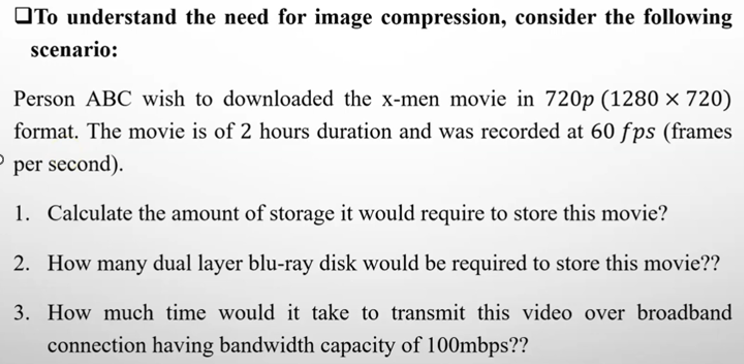 ❑To understand the need for image compression, consider the following
scenario:
Person ABC wish to downloaded the x-men movie in 720p (1280 × 720)
format. The movie is of 2 hours duration and was recorded at 60 fps (frames
per second).
1. Calculate the amount of storage it would require to store this movie?
2. How many dual layer blu-ray disk would be required to store this movie??
3. How much time would it take to transmit this video over broadband
connection having bandwidth capacity of 100mbps??